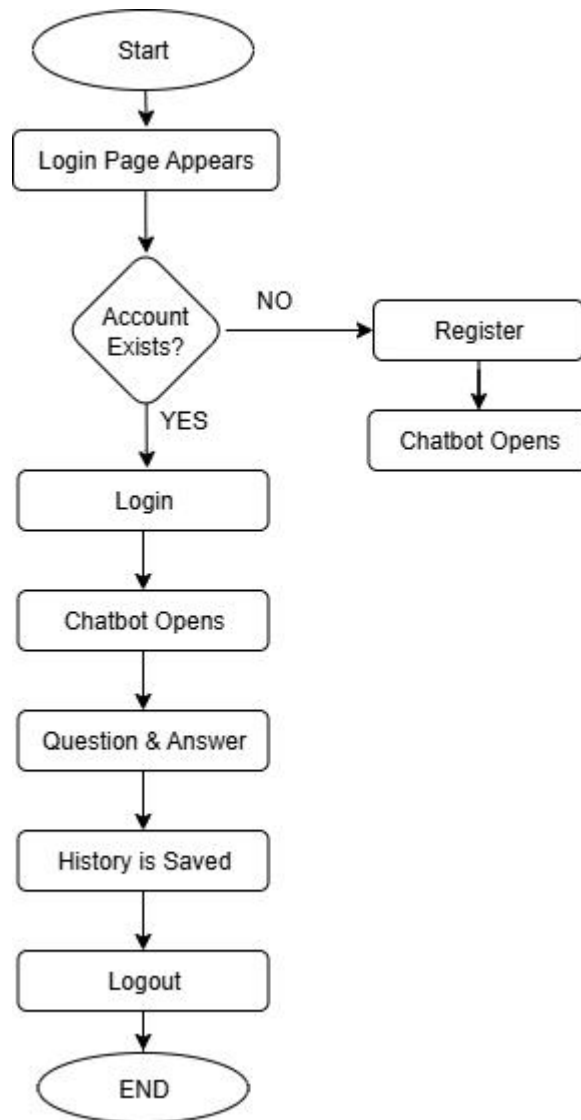 Start
Login Page Appears
Account
Exists?
NO
Register
YES
Chatbot Opens
Login
Chatbot Opens
Question & Answer
History is Saved
Logout
END